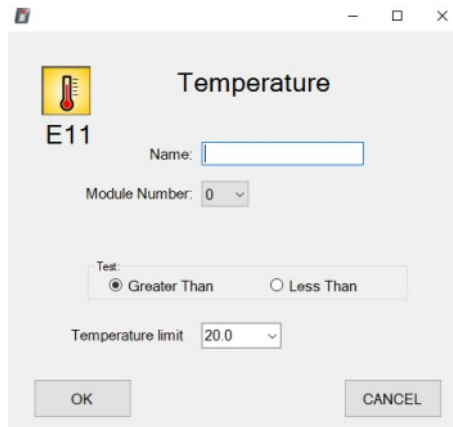 Temperature
E11
Name:
Module Number: 0
Test:
Greater Than Less Than
Temperature limit 20.0
OK CANCEL